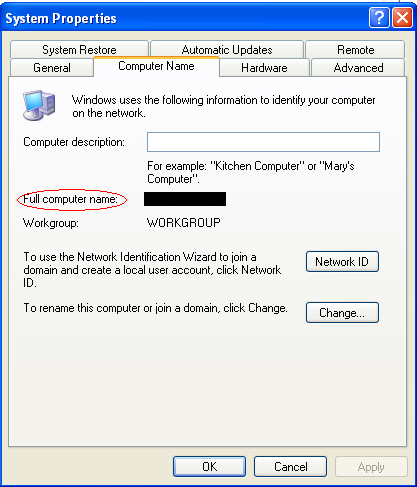 System Properties
System Restore Automatic Updates Remote
General Computer Name Hardware Advanced
Windows uses the following information to identify your computer
on the network.
Computer description:
For example: "Kitchen Computer" or "Mary's
Computer".
Full computer name:
Workgroup: WORKGROUP
To use the Network Identification Wizard to join a
domain and create a local user account, click Network
ID.
Network ID
To rename this computer or join a domain, click Change.
Change...
OK Cancel Apply